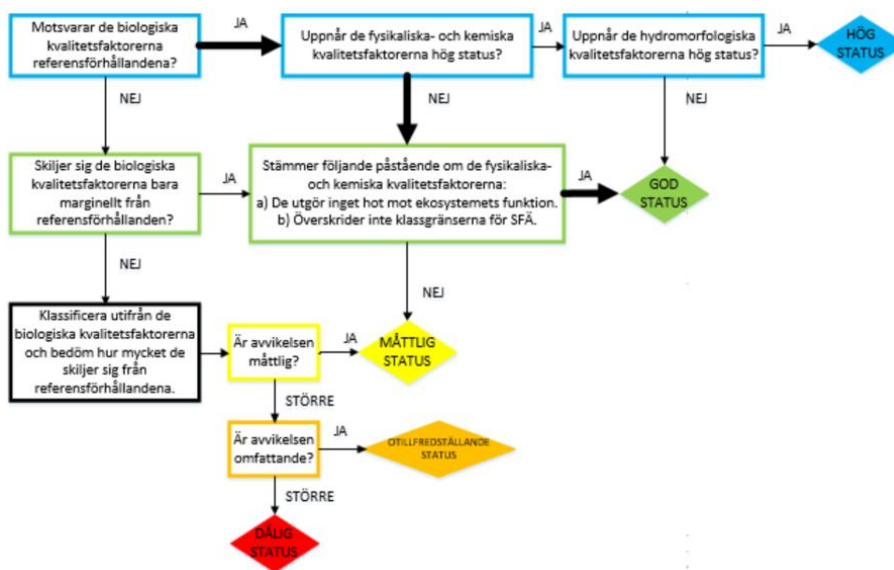 Motsvarar de biologiska
kvalitetsfaktorerna
referensförhållandena?
JA
Uppnår de fysikaliska- och kemiska
kvalitetsfaktorerna hög status?
JA
Uppnår de hydromorfologiska
kvalitetsfaktorerna hög status?
JA
HÖG
STATUS
NEJ
NEJ
NEJ
Skiljer sig de biologiska
kvalitetsfaktorerna bara
marginellt från
referensförhållanden?
JA
Stämmer följande påstående om de fysikaliska-
och kemiska kvalitetsfaktorerna:
a) De utgör inget hot mot ekosystemets funktion.
b) Överskrider inte klassgränserna för SFÄ.
JA
GOD
STATUS
NEJ
NEJ
Klassificera utifrån de
biologiska kvalitetsfaktorerna
och bedöm hur mycket de
skiljer sig från
referensförhållandena.
Är avvikelsen
måttlig?
JA
MÅTTLIG
STATUS
STÖRRE
Är avvikelsen
omfattande?
JA
OTILLFREDSTÄLLANDE
STATUS
STÖRRE
DÅLIG
STATUS